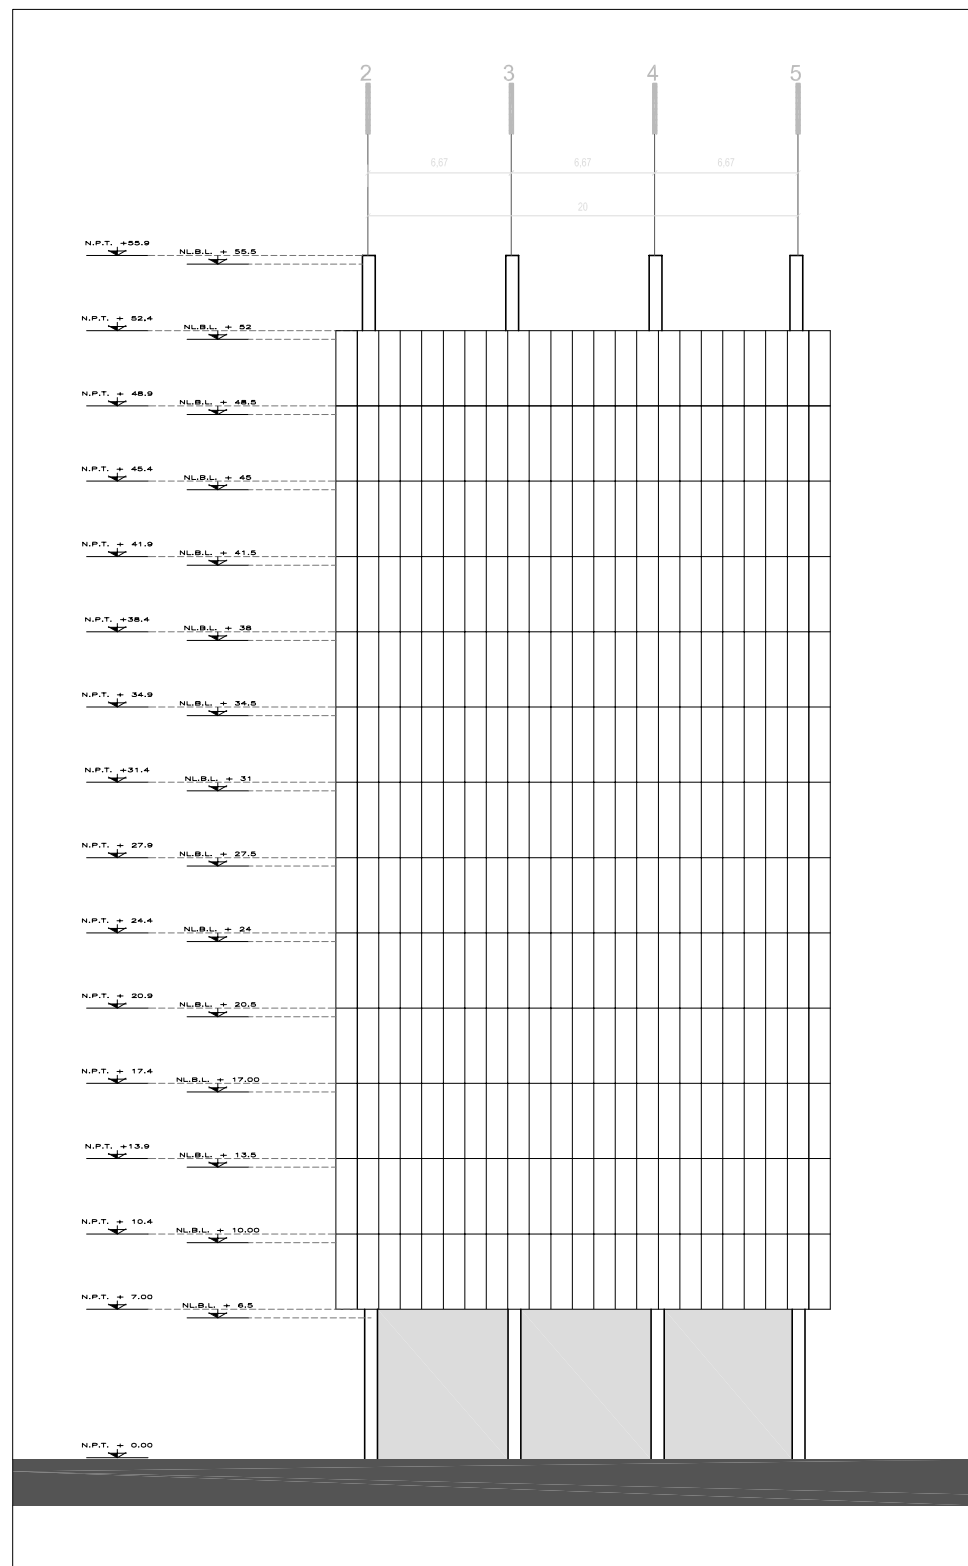 2 3 4 5
6,67 6,67 6,67
20
N.P.T. +55.9
NL.B.L. + 55.5
N.P.T. + 52.4
NL.B.L. + 52
N.P.T. + 48.9
NL.B.L. + 48.5
N.P.T. + 45.4
NL.B.L. + 45
N.P.T. + 41.9
NL.B.L. + 41.5
N.P.T. +38.4
NL.B.L. + 38
N.P.T. + 34.9
NL.B.L. + 34.5
N.P.T. +31.4
NL.B.L. + 31
N.P.T. + 27.9
NL.B.L. + 27.5
N.P.T. + 24.4
NL.B.L. + 24
N.P.T. + 20.9
NL.B.L. + 20.5
N.P.T. + 17.4
NL.B.L. + 17.00
N.P.T. +13.9
NL.B.L. + 13.5
N.P.T. + 10.4
NL.B.L. + 10.00
N.P.T. + 7.00
NL.B.L. + 6.5
N.P.T. + 0.00